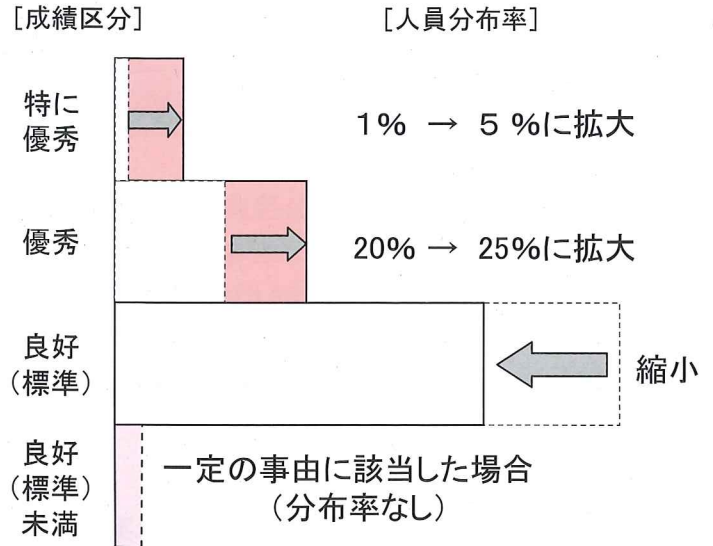 ［成績区分］
［人員分布率］
特に
優秀
1% → 5 %に拡大
優秀
20% → 25%に拡大
良好
（標準）
縮小
良好
（標準）
未満
一定の事由に該当した場合
（分布率なし）